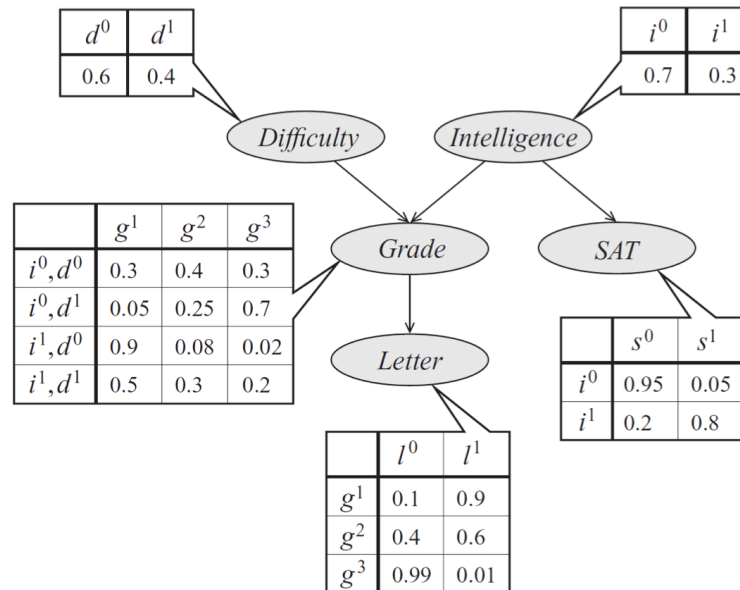 d⁰ d¹
0.6 0.4
i⁰ i¹
0.7 0.3
Difficulty
Intelligence
g¹ g² g³
i⁰,d⁰ 0.3 0.4 0.3
i⁰,d¹ 0.05 0.25 0.7
i¹,d⁰ 0.9 0.08 0.02
i¹,d¹ 0.5 0.3 0.2
Grade
SAT
s⁰ s¹
i⁰ 0.95 0.05
i¹ 0.2 0.8
Letter
l⁰ l¹
g¹ 0.1 0.9
g² 0.4 0.6
g³ 0.99 0.01